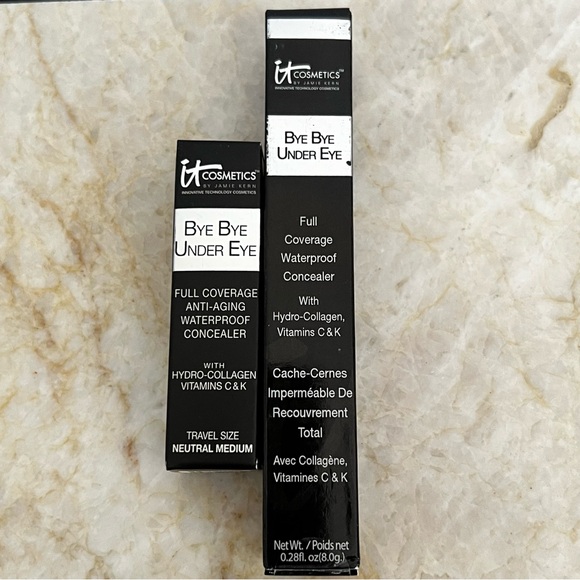 it COSMETICS™
BY JAMIE KERN
INNOVATIVE TECHNOLOGY COSMETICS
BYE BYE
UNDER EYE
FULL COVERAGE
ANTI-AGING
WATERPROOF
CONCEALER
WITH
HYDRO-COLLAGEN
VITAMINS C & K
TRAVEL SIZE
NEUTRAL MEDIUM
it COSMETICS™
BY JAMIE KERN
INNOVATIVE TECHNOLOGY COSMETICS
BYE BYE
UNDER EYE
Full
Coverage
Waterproof
Concealer
With
Hydro-Collagen,
Vitamins C & K
Cache-Cernes
Imperméable De
Recouvrement
Total
Avec Collagène,
Vitamines C & K
Net Wt. / Poids net
0.28fl. oz (8.0g.)